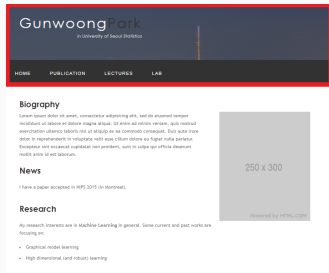 GunwoongPark
in University of Seoul Statistics
HOME PUBLICATION LECTURES LAB
Biography
Lorem ipsum dolor sit amet, consectetur adipisicing elit, sed do eiusmod tempor
incididunt ut labore et dolore magna aliqua. Ut enim ad minim veniam, quis nostrud
exercitation ullamco laboris nisi ut aliquip ex ea commodo consequat. Duis aute irure
dolor in reprehenderit in voluptate velit esse cillum dolore eu fugiat nulla pariatur.
Excepteur sint occaecat cupidatat non proident, sunt in culpa qui officia deserunt
mollit anim id est laborum.
250 x 300
Powered by HTML.COM
News
I have a paper accepted in NIPS 2015 (in Montreal).
Research
My research interests are in Machine Learning in general. Some current and past works are
focusing on:
Graphical model learning
High dimensional (and robust) learning